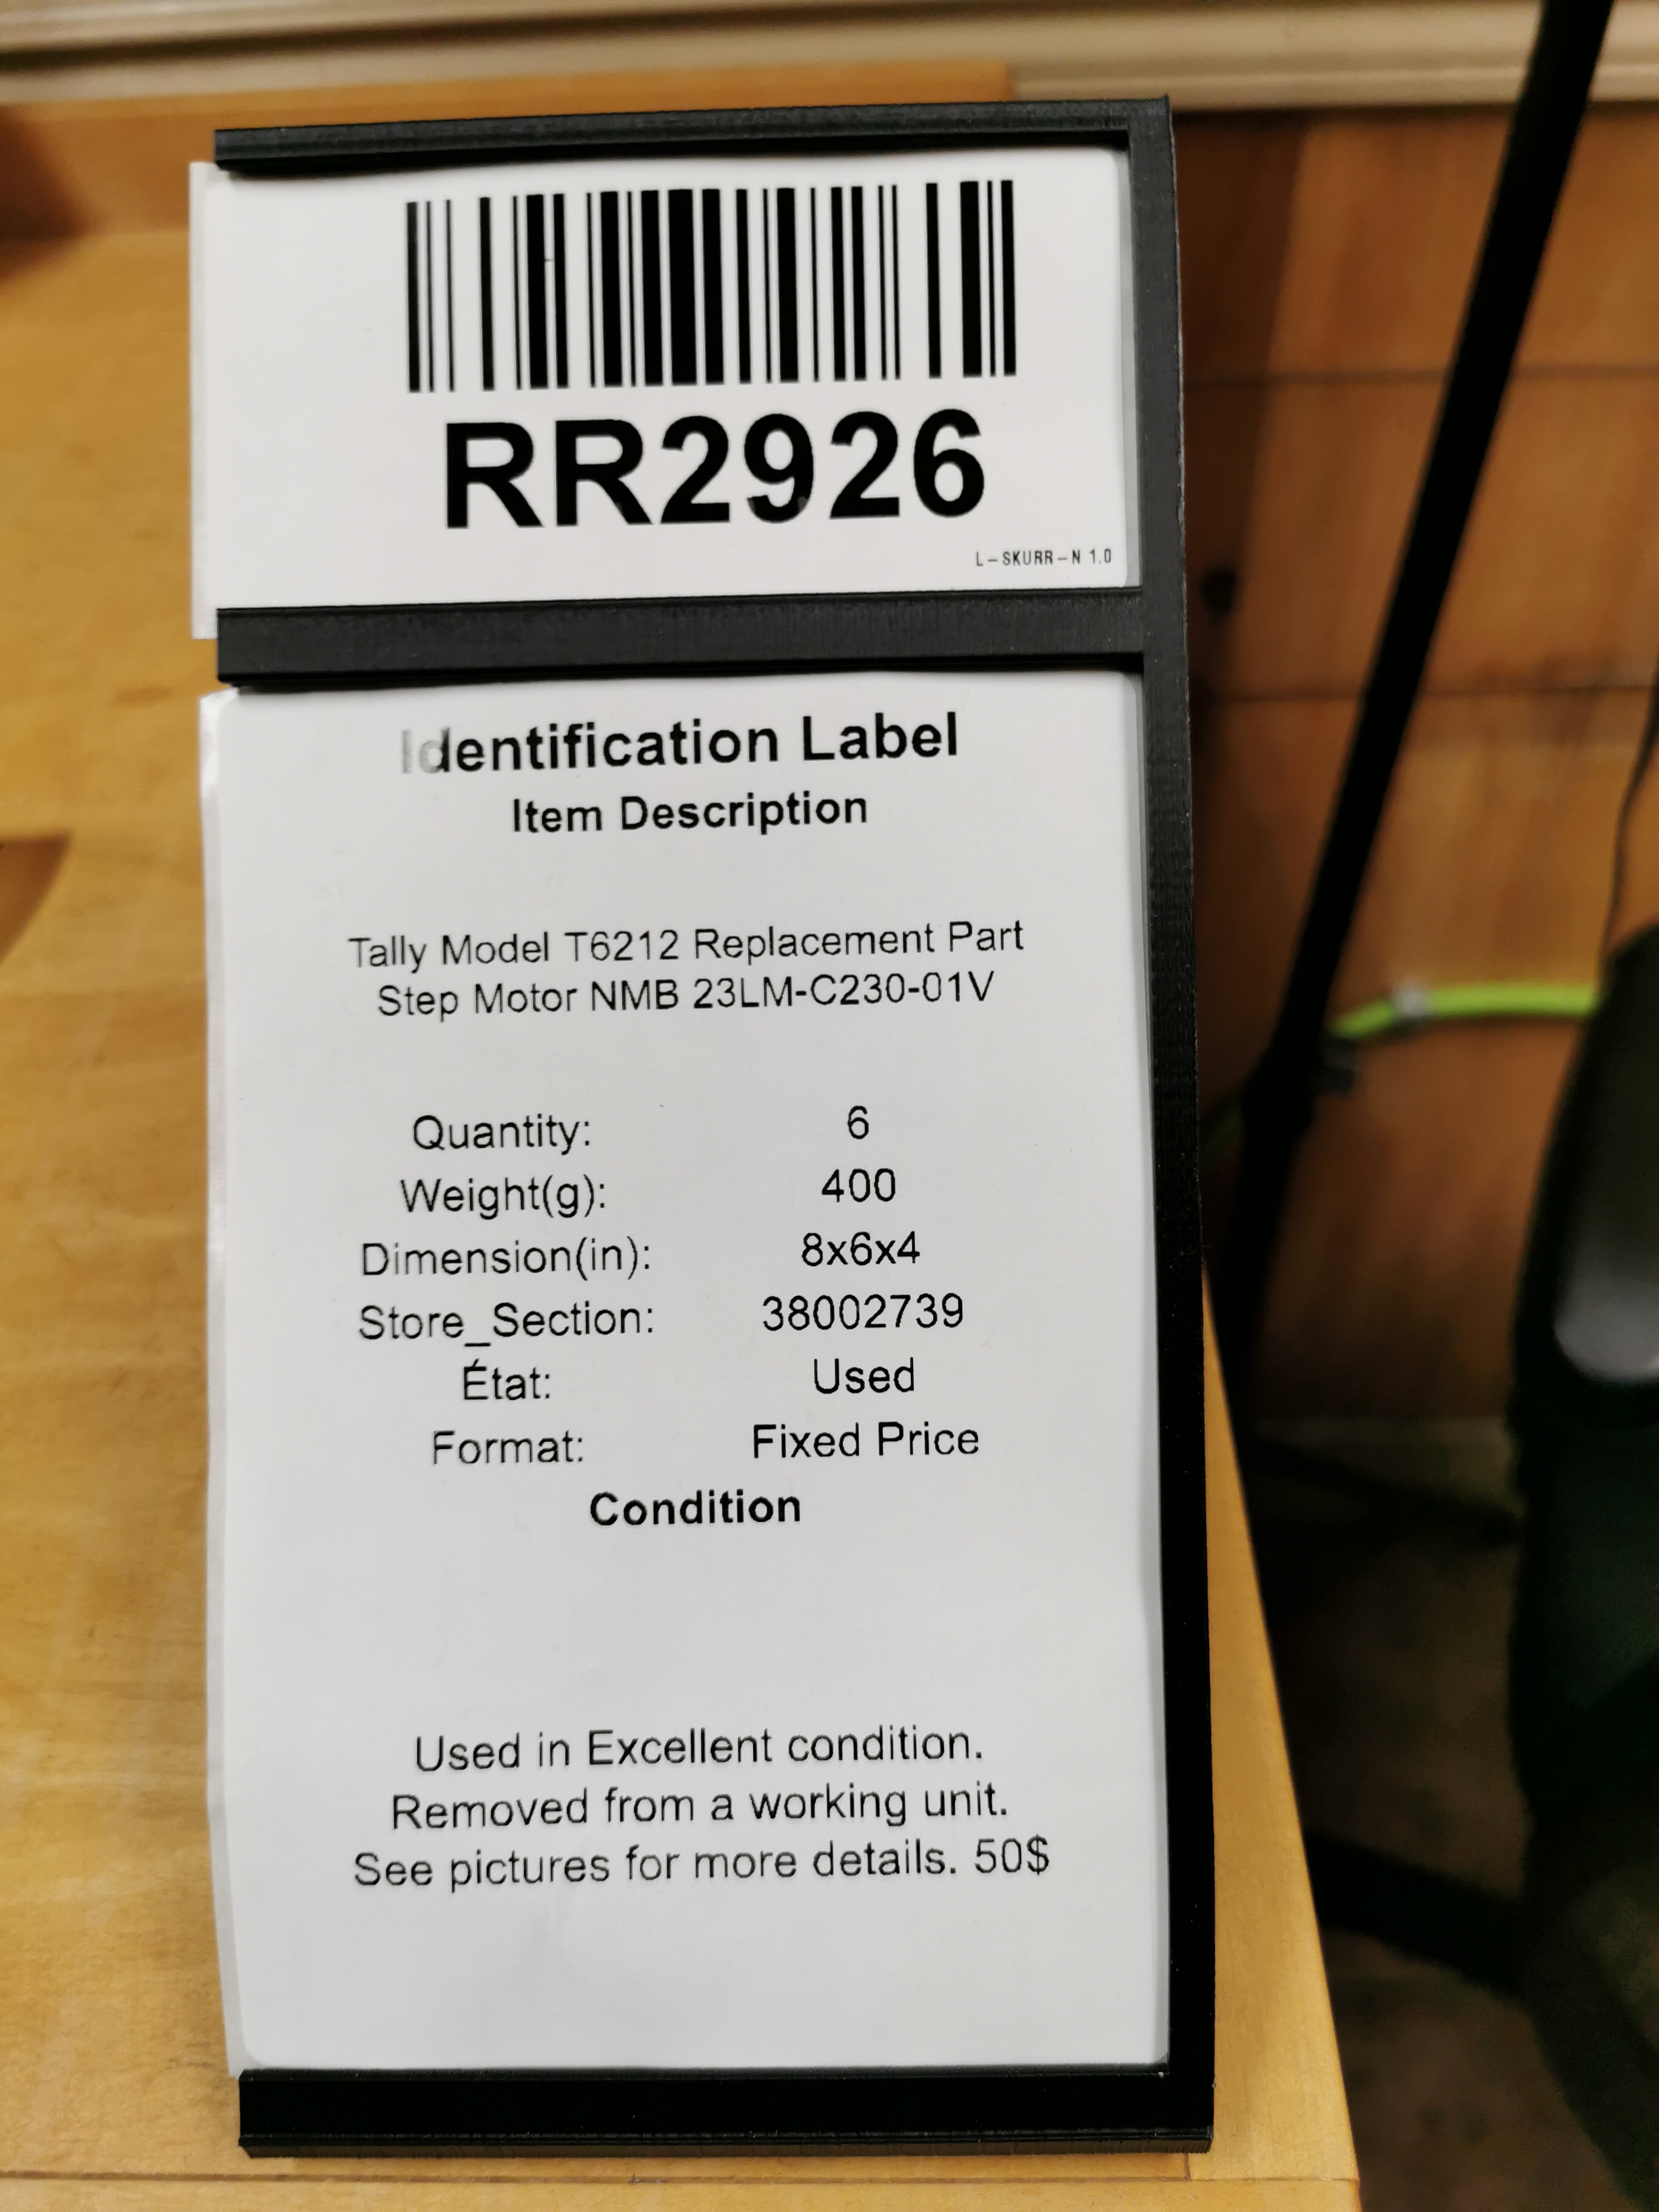 RR2926
L-SKURR-N 1.0
Identification Label
Item Description
Tally Model T6212 Replacement Part
Step Motor NMB 23LM-C230-01V
Quantity: 6
Weight(g): 400
Dimension(in): 8x6x4
Store_Section: 38002739
État: Used
Format: Fixed Price
Condition
Used in Excellent condition.
Removed from a working unit.
See pictures for more details. 50$